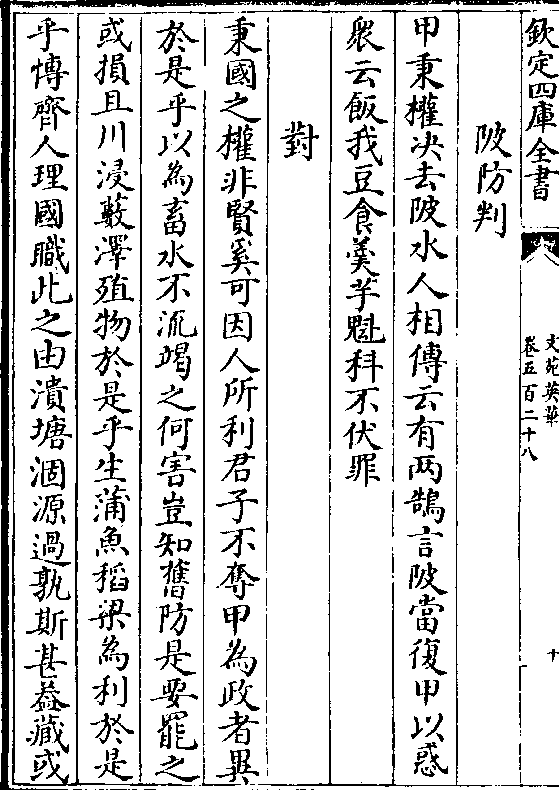 欽定四庫全書
文苑英華
卷五百二十八
十
陂防判
甲秉權决去陂水人相傳云有两鵠言陂當復甲以惑
衆云飯我豆食羮芋魁科不伏罪
對
秉國之權非賢奚可因人所利君子不奪甲為政者異
於是乎以為畜水不流竭之何害豈知舊防是要罷之
或損且川浸藪澤殖物於是乎生蒲魚稻梁為利於是
乎慱齊人理國職此之由潰塘涸源過孰斯甚益藏或